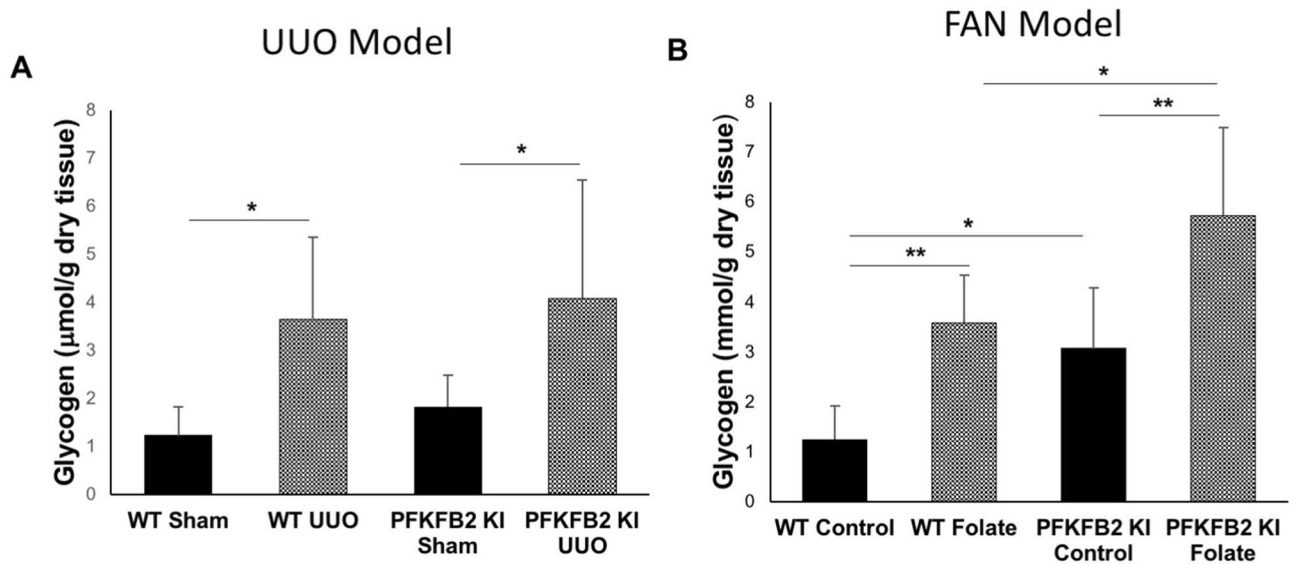 UUO Model
A
Glycogen (μmol/g dry tissue)
8
7
6
5
4
3
2
1
0
*
*
WT Sham
WT UUO
PFKFB2 KI
Sham
PFKFB2 KI
UUO
FAN Model
B
Glycogen (mmol/g dry tissue)
8
7
6
5
4
3
2
1
0
*
**
*
**
WT Control
WT Folate
PFKFB2 KI
Control
PFKFB2 KI
Folate